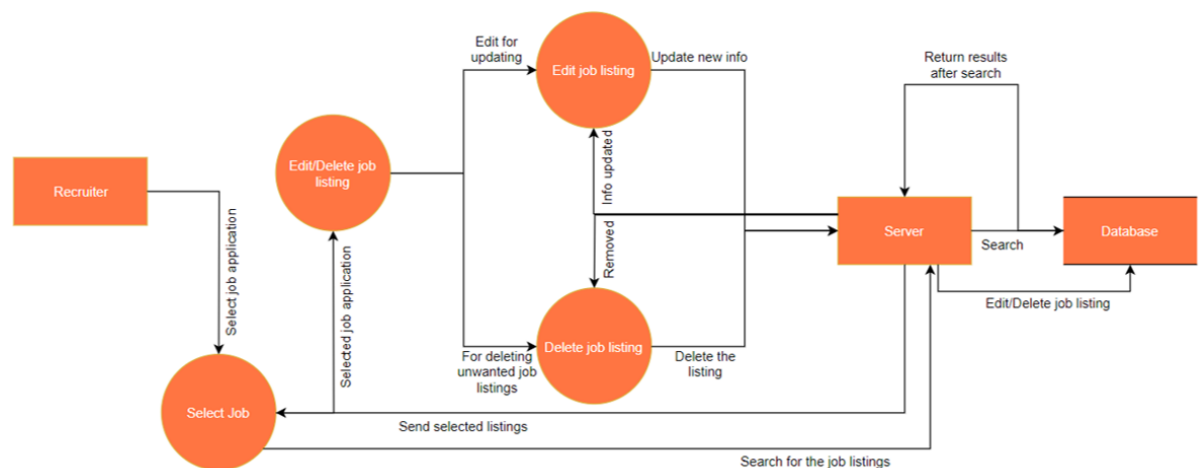 Edit for
updating
Edit job listing
Update new info
Return results
after search
Edit/Delete job
listing
Info updated
Recruiter
Select job application
Selected job application
Removed
Server
Search
Database
Edit/Delete job listing
For deleting
unwanted job
listings
Delete job listing
Delete the
listing
Select Job
Send selected listings
Search for the job listings